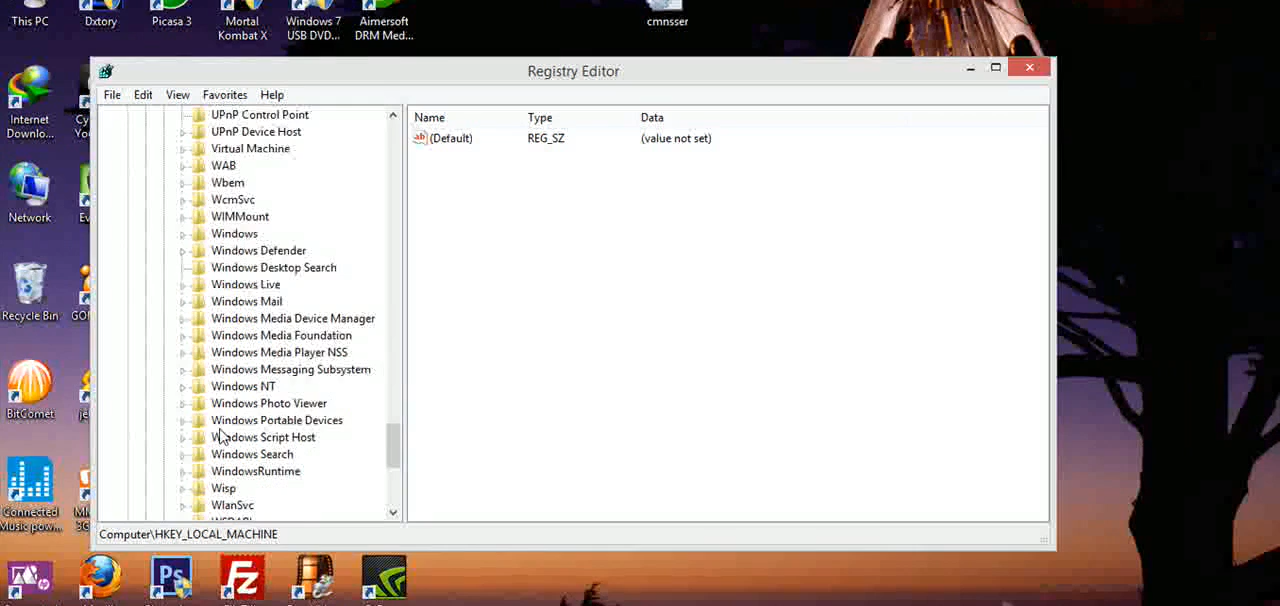 This PC
Dxtory
Picasa 3
Mortal
Kombat X
Windows 7
USB DVD...
Aimersoft
DRM Med...
cmnsser
Registry Editor
File Edit View Favorites Help
Internet
Downlo...
Network
Recycle Bin
BitComet
Connected
Music pow...
UPnP Control Point
UPnP Device Host
Virtual Machine
WAB
Wbem
WcmSvc
WIMMount
Windows
Windows Defender
Windows Desktop Search
Windows Live
Windows Mail
Windows Media Device Manager
Windows Media Foundation
Windows Media Player NSS
Windows Messaging Subsystem
Windows NT
Windows Photo Viewer
Windows Portable Devices
Windows Script Host
Windows Search
WindowsRuntime
Wisp
WlanSvc
Name Type Data
ab (Default) REG_SZ (value not set)
Computer\HKEY_LOCAL_MACHINE
Ps
FZ